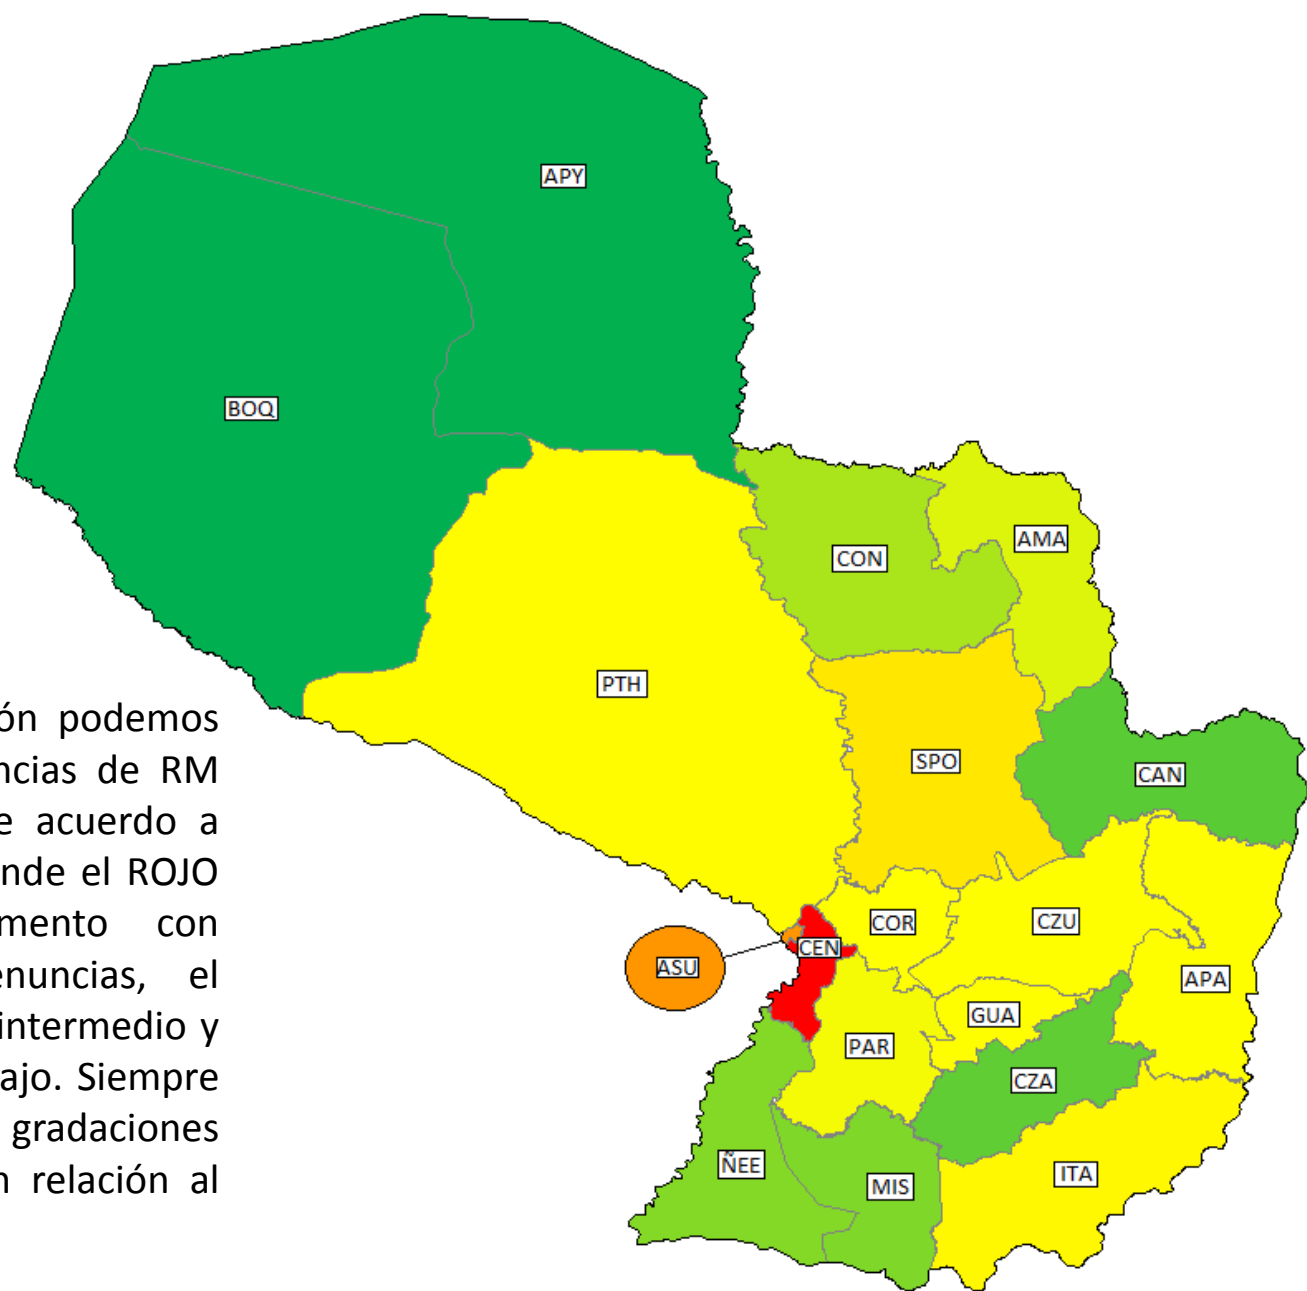 APY
BOQ
AMA
CON
PTH
SPO
CAN
COR
CZU
CEN
ASU
APA
GUA
PAR
CZA
ITA
ÑEE
MIS
ón podemos
ncias de RM
e acuerdo a
nde el ROJO
mento con
enuncias, el
intermedio y
ajo. Siempre
gradaciones
n relación al